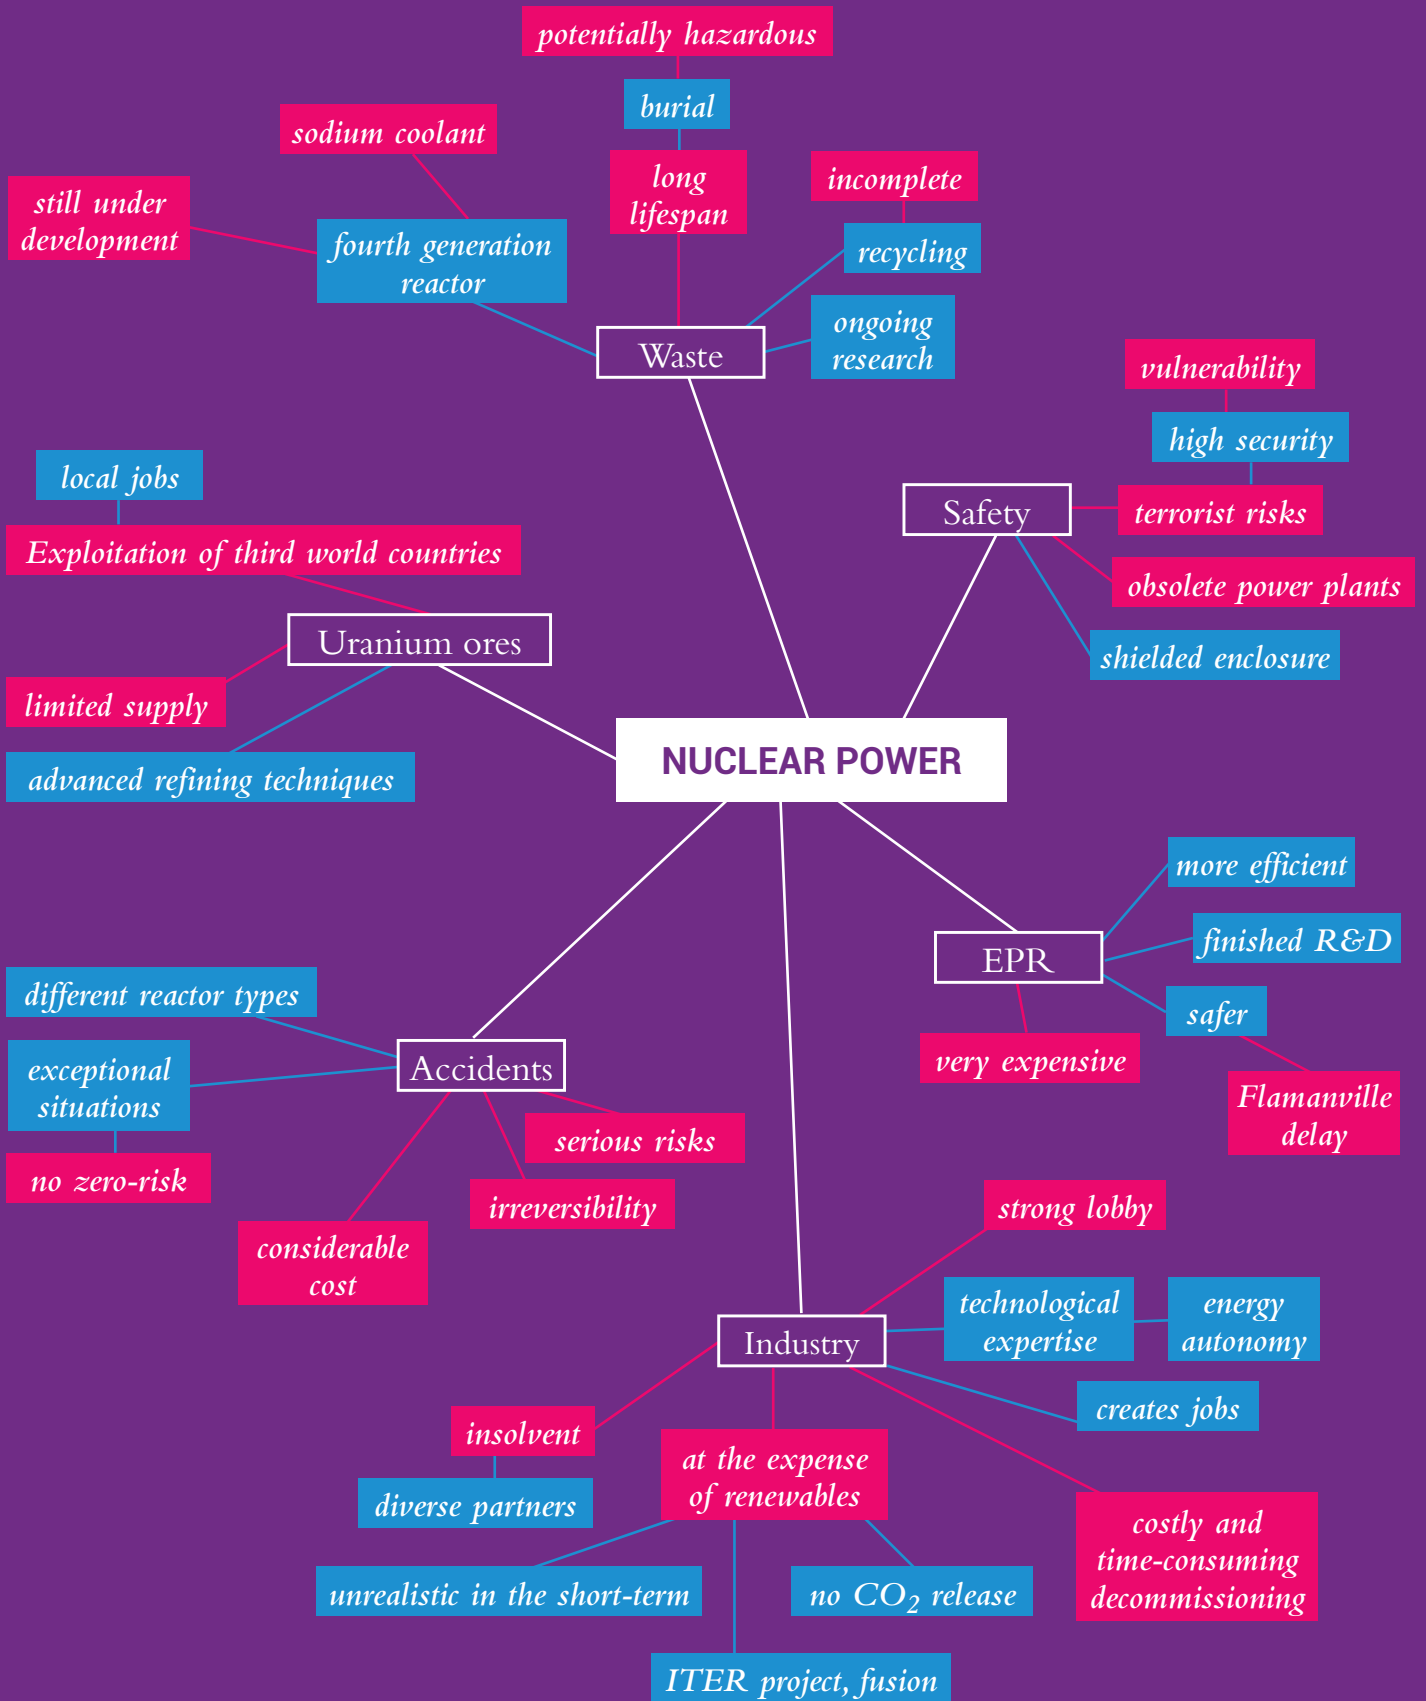 potentially hazardous
burial
long
lifespan
sodium coolant
still under
development
fourth generation
reactor
incomplete
recycling
ongoing
research
Waste
vulnerability
high security
terrorist risks
Safety
obsolete power plants
shielded enclosure
local jobs
Exploitation of third world countries
Uranium ores
limited supply
advanced refining techniques
NUCLEAR POWER
more efficient
finished R&D
EPR
safer
very expensive
Flamanville
delay
different reactor types
exceptional
situations
no zero-risk
Accidents
serious risks
irreversibility
considerable
cost
strong lobby
technological
expertise
energy
autonomy
Industry
creates jobs
insolvent
diverse partners
at the expense
of renewables
unrealistic in the short-term
no CO₂ release
ITER project, fusion
costly and
time-consuming
decommissioning